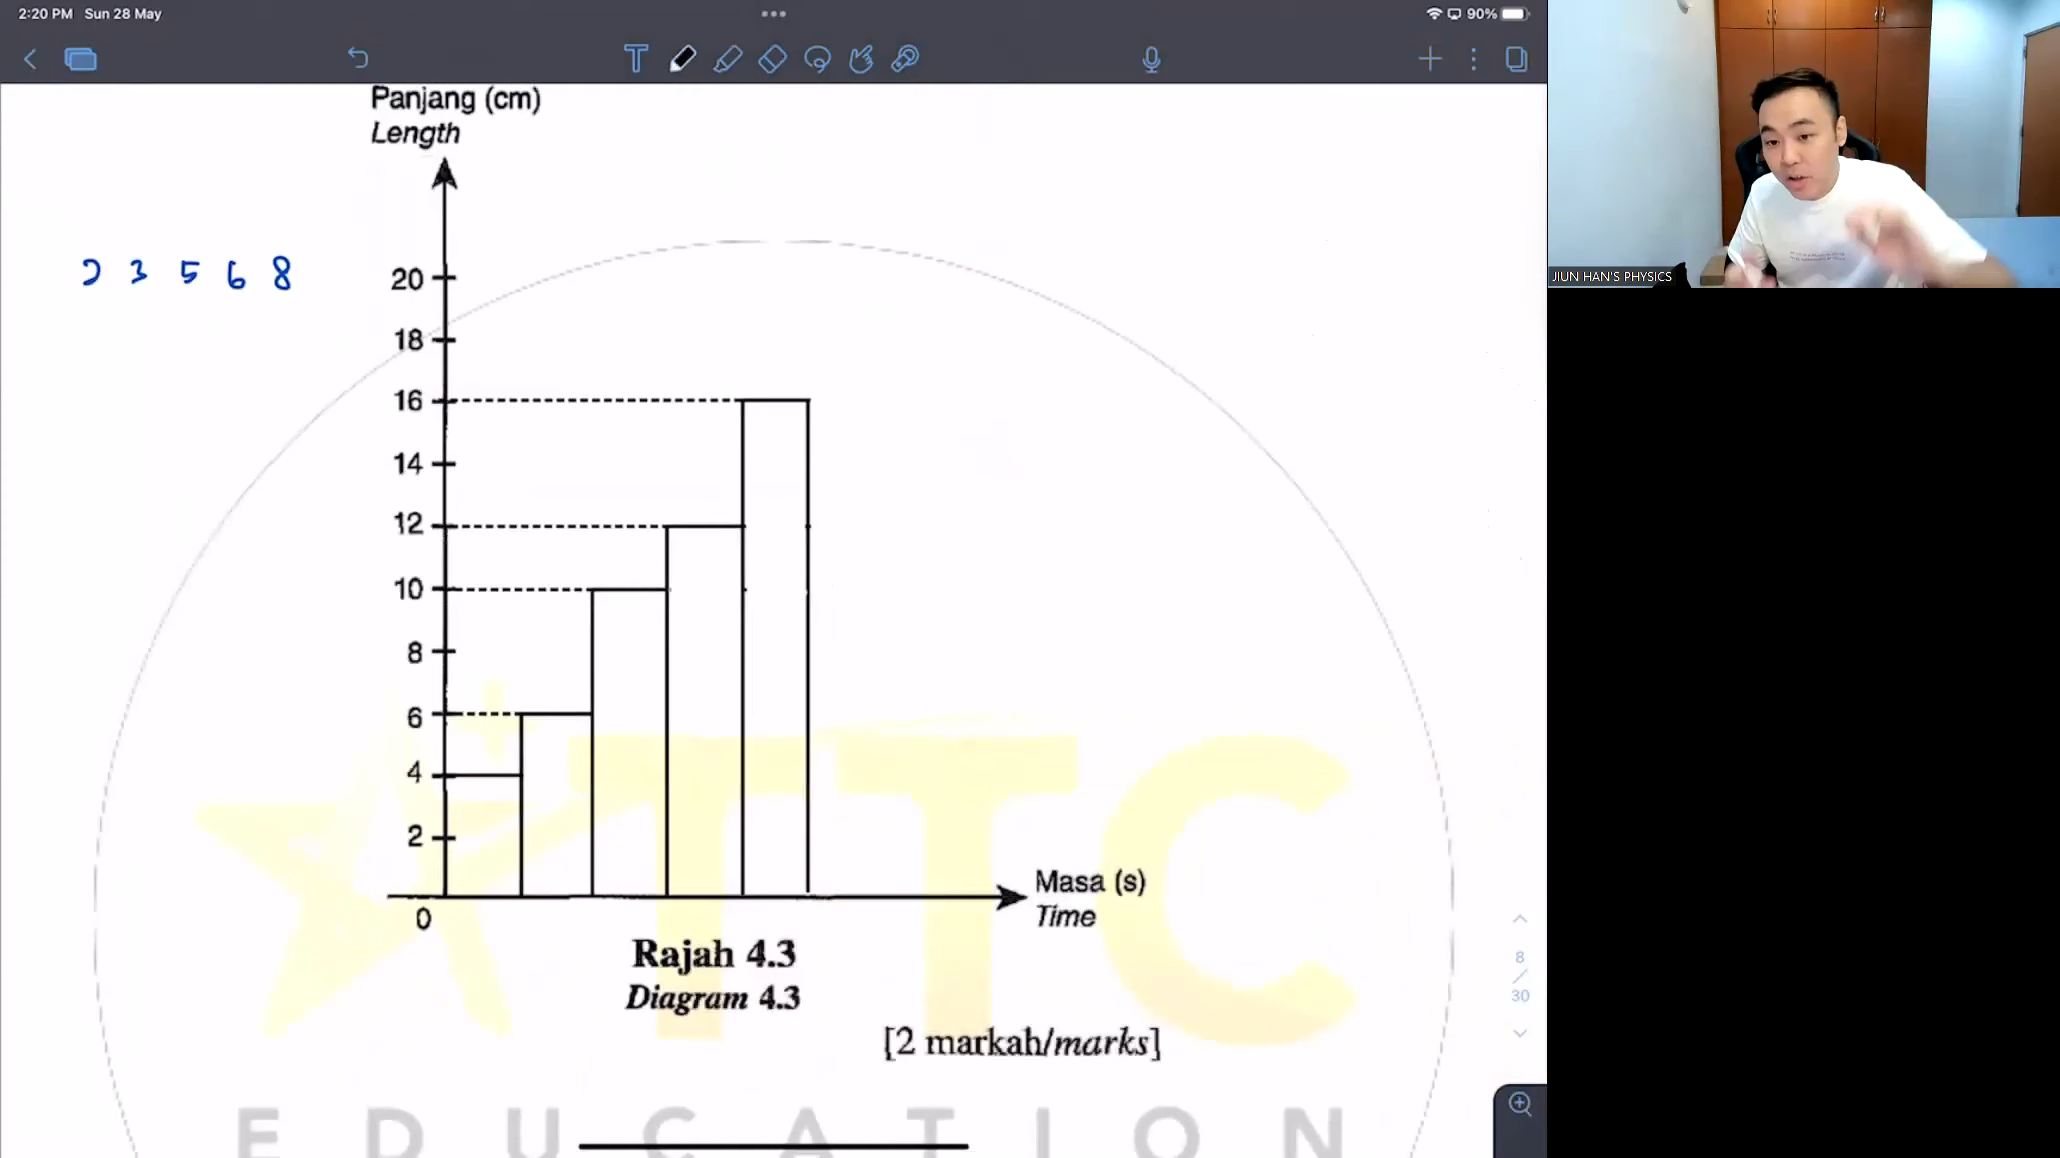 2:20 PM Sun 28 May
90%
Panjang (cm)
Length
2 3 5 6 8
20
18
16
14
12
10
8
6
4
2
0
Masa (s)
Time
Rajah 4.3
Diagram 4.3
[2 markah/marks]
TTC
EDUCATION
8
30
JIUN HAN'S PHYSICS